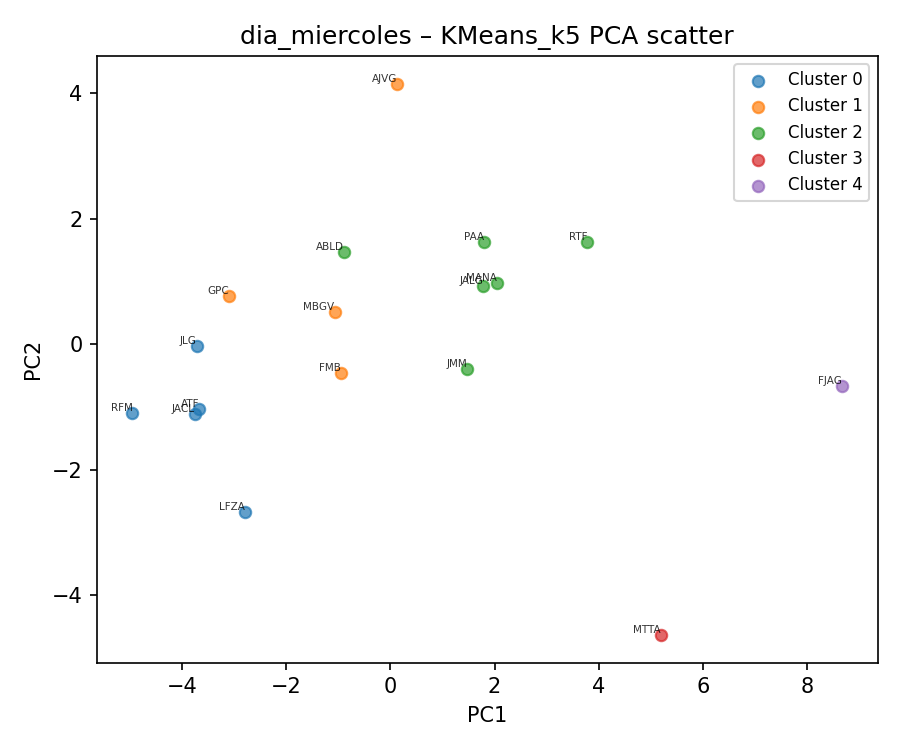 dia_miercoles – KMeans_k5 PCA scatter
Cluster 0
Cluster 1
Cluster 2
Cluster 3
Cluster 4
AJVG
ABLD
PAA
RTF
MANA
JALG
GPC
MBGV
JLG
FMB
JMM
FJAG
ATF
JACL
RFM
LFZA
MTTA
4
2
0
−2
−4
PC2
−4
−2
0
2
4
6
8
PC1